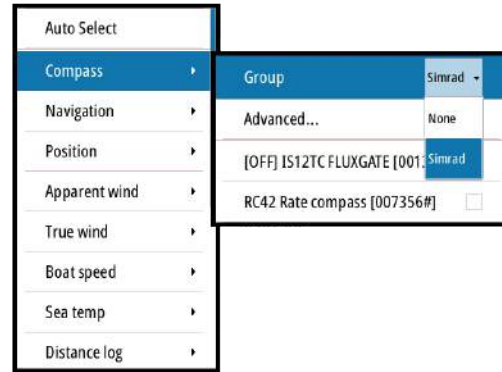 Auto Select
Compass
Navigation
Position
Apparent wind
True wind
Boat speed
Sea temp
Distance log
Group Simrad
Advanced... None
[OFF] IS12TC FLUXGATE Simrad
RC42 Rate compass [007356#]